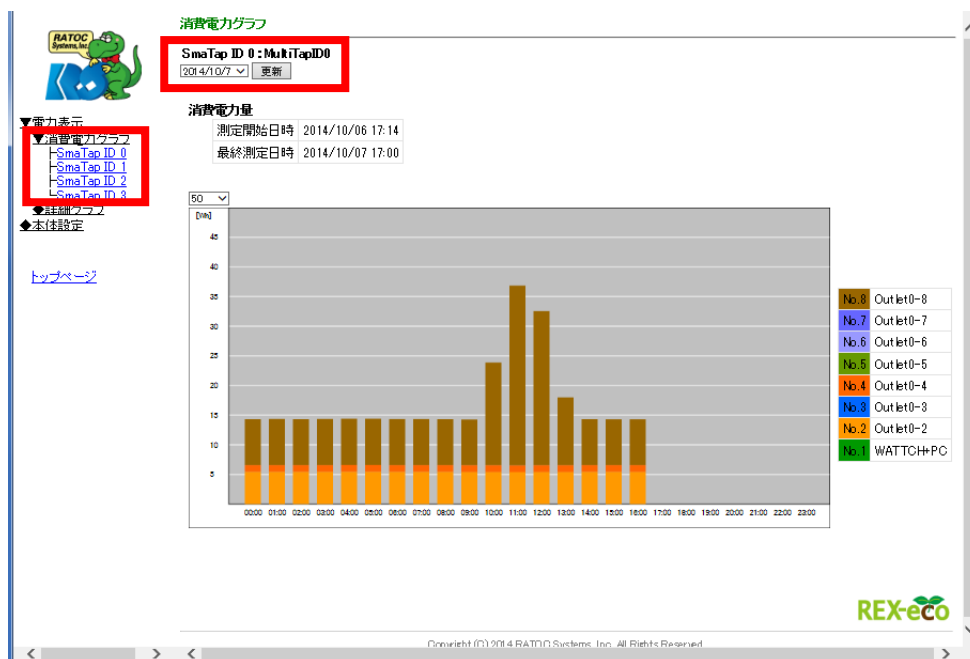 消費電力グラフ
RATOC
Systems, Inc.
SmaTap ID 0 : MultiTapID0
2014/10/7
更新
▼電力表示
▼消費電力グラフ
├SmaTap ID 0
├SmaTap ID 1
├SmaTap ID 2
└SmaTap ID 3
◆詳細グラフ
◆本体設定
トップページ
消費電力量
測定開始日時 2014/10/06 17:14
最終測定日時 2014/10/07 17:00
50
[Wh]
45
40
35
30
25
20
15
10
5
00:00 01:00 02:00 03:00 04:00 05:00 06:00 07:00 08:00 09:00 10:00 11:00 12:00 13:00 14:00 15:00 16:00 17:00 18:00 19:00 20:00 21:00 22:00 23:00
No.8 Outlet0-8
No.7 Outlet0-7
No.6 Outlet0-6
No.5 Outlet0-5
No.4 Outlet0-4
No.3 Outlet0-3
No.2 Outlet0-2
No.1 WATTCH+PC
REX-eco
Copyright (C) 2014 RATOC Systems, Inc. All Rights Reserved.